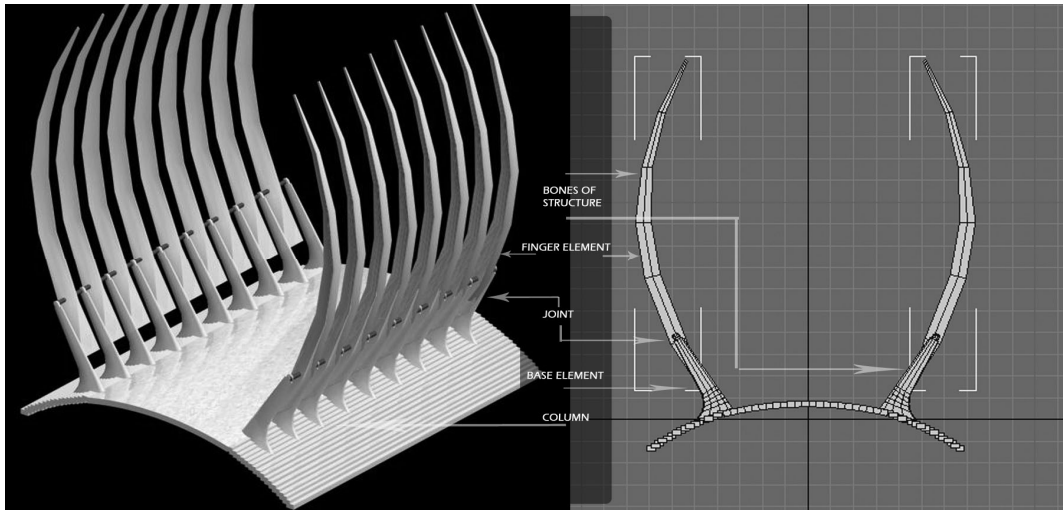 BONES OF
STRUCTURE
FINGER ELEMENT
JOINT
BASE ELEMENT
COLUMN